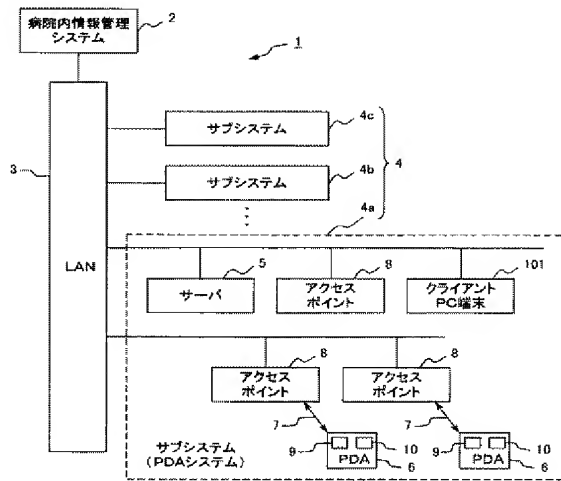 病院内情報管理
システム
2
1
サブシステム
4c
サブシステム
4b
4
3
4a
LAN
5
サーバ
8
アクセス
ポイント
101
クライアント
PC端末
8
アクセス
ポイント
8
アクセス
ポイント
7
7
9
10
PDA
6
9
10
PDA
6
サブシステム
(PDAシステム)